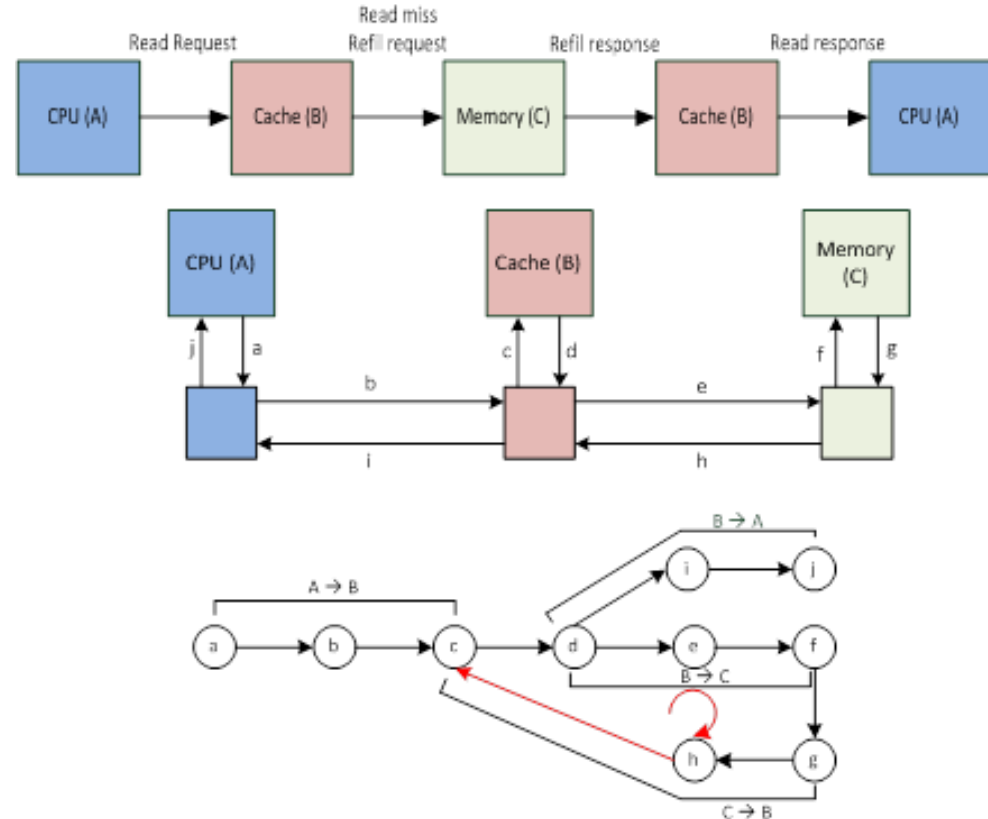 Read miss
Read Request
Refill request
Refil response
Read response
CPU (A)
Cache (B)
Memory (C)
Cache (B)
CPU (A)
CPU (A)
Cache (B)
Memory
(C)
j
a
c
d
f
g
b
e
i
h
B → A
i
j
A → B
a
b
c
d
e
f
B → C
h
g
C → B